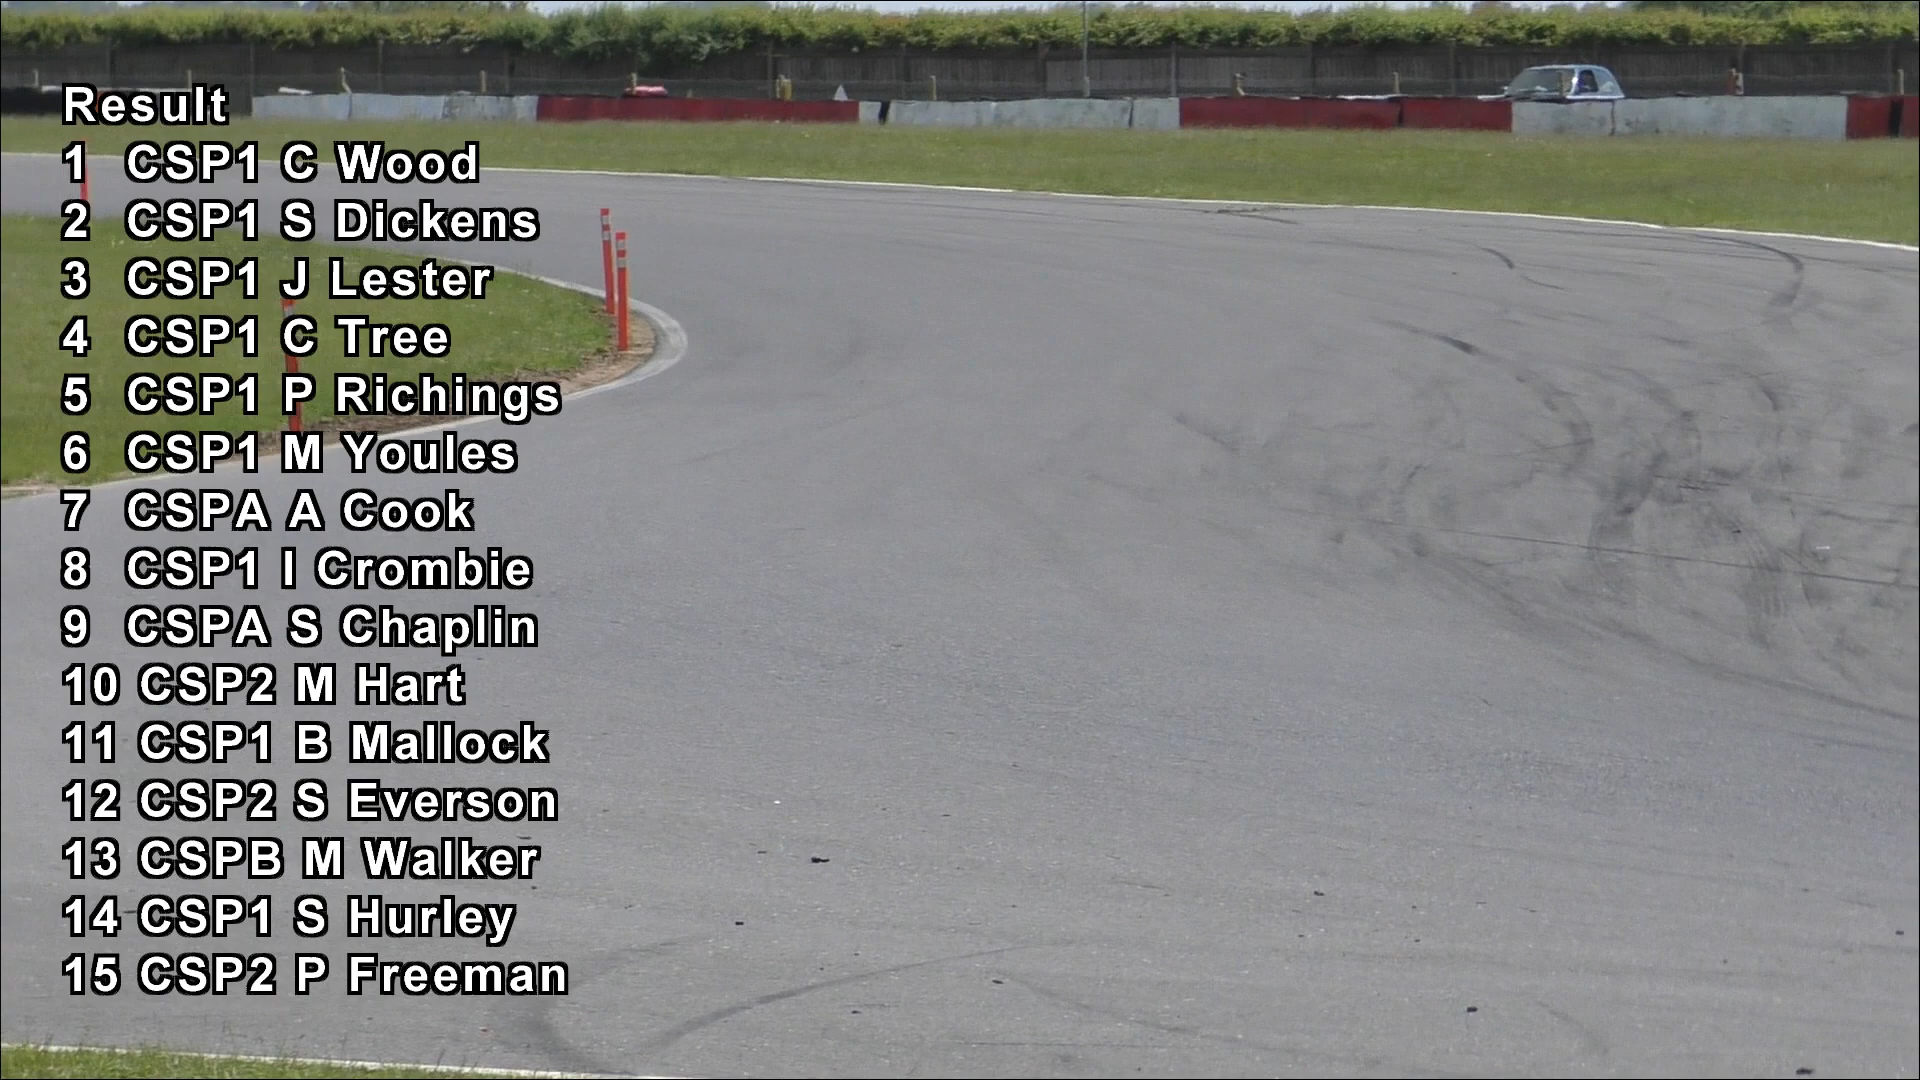 Result
1 CSP1 C Wood
2 CSP1 S Dickens
3 CSP1 J Lester
4 CSP1 C Tree
5 CSP1 P Richings
6 CSP1 M Youles
7 CSPA A Cook
8 CSP1 I Crombie
9 CSPA S Chaplin
10 CSP2 M Hart
11 CSP1 B Mallock
12 CSP2 S Everson
13 CSPB M Walker
14 CSP1 S Hurley
15 CSP2 P Freeman